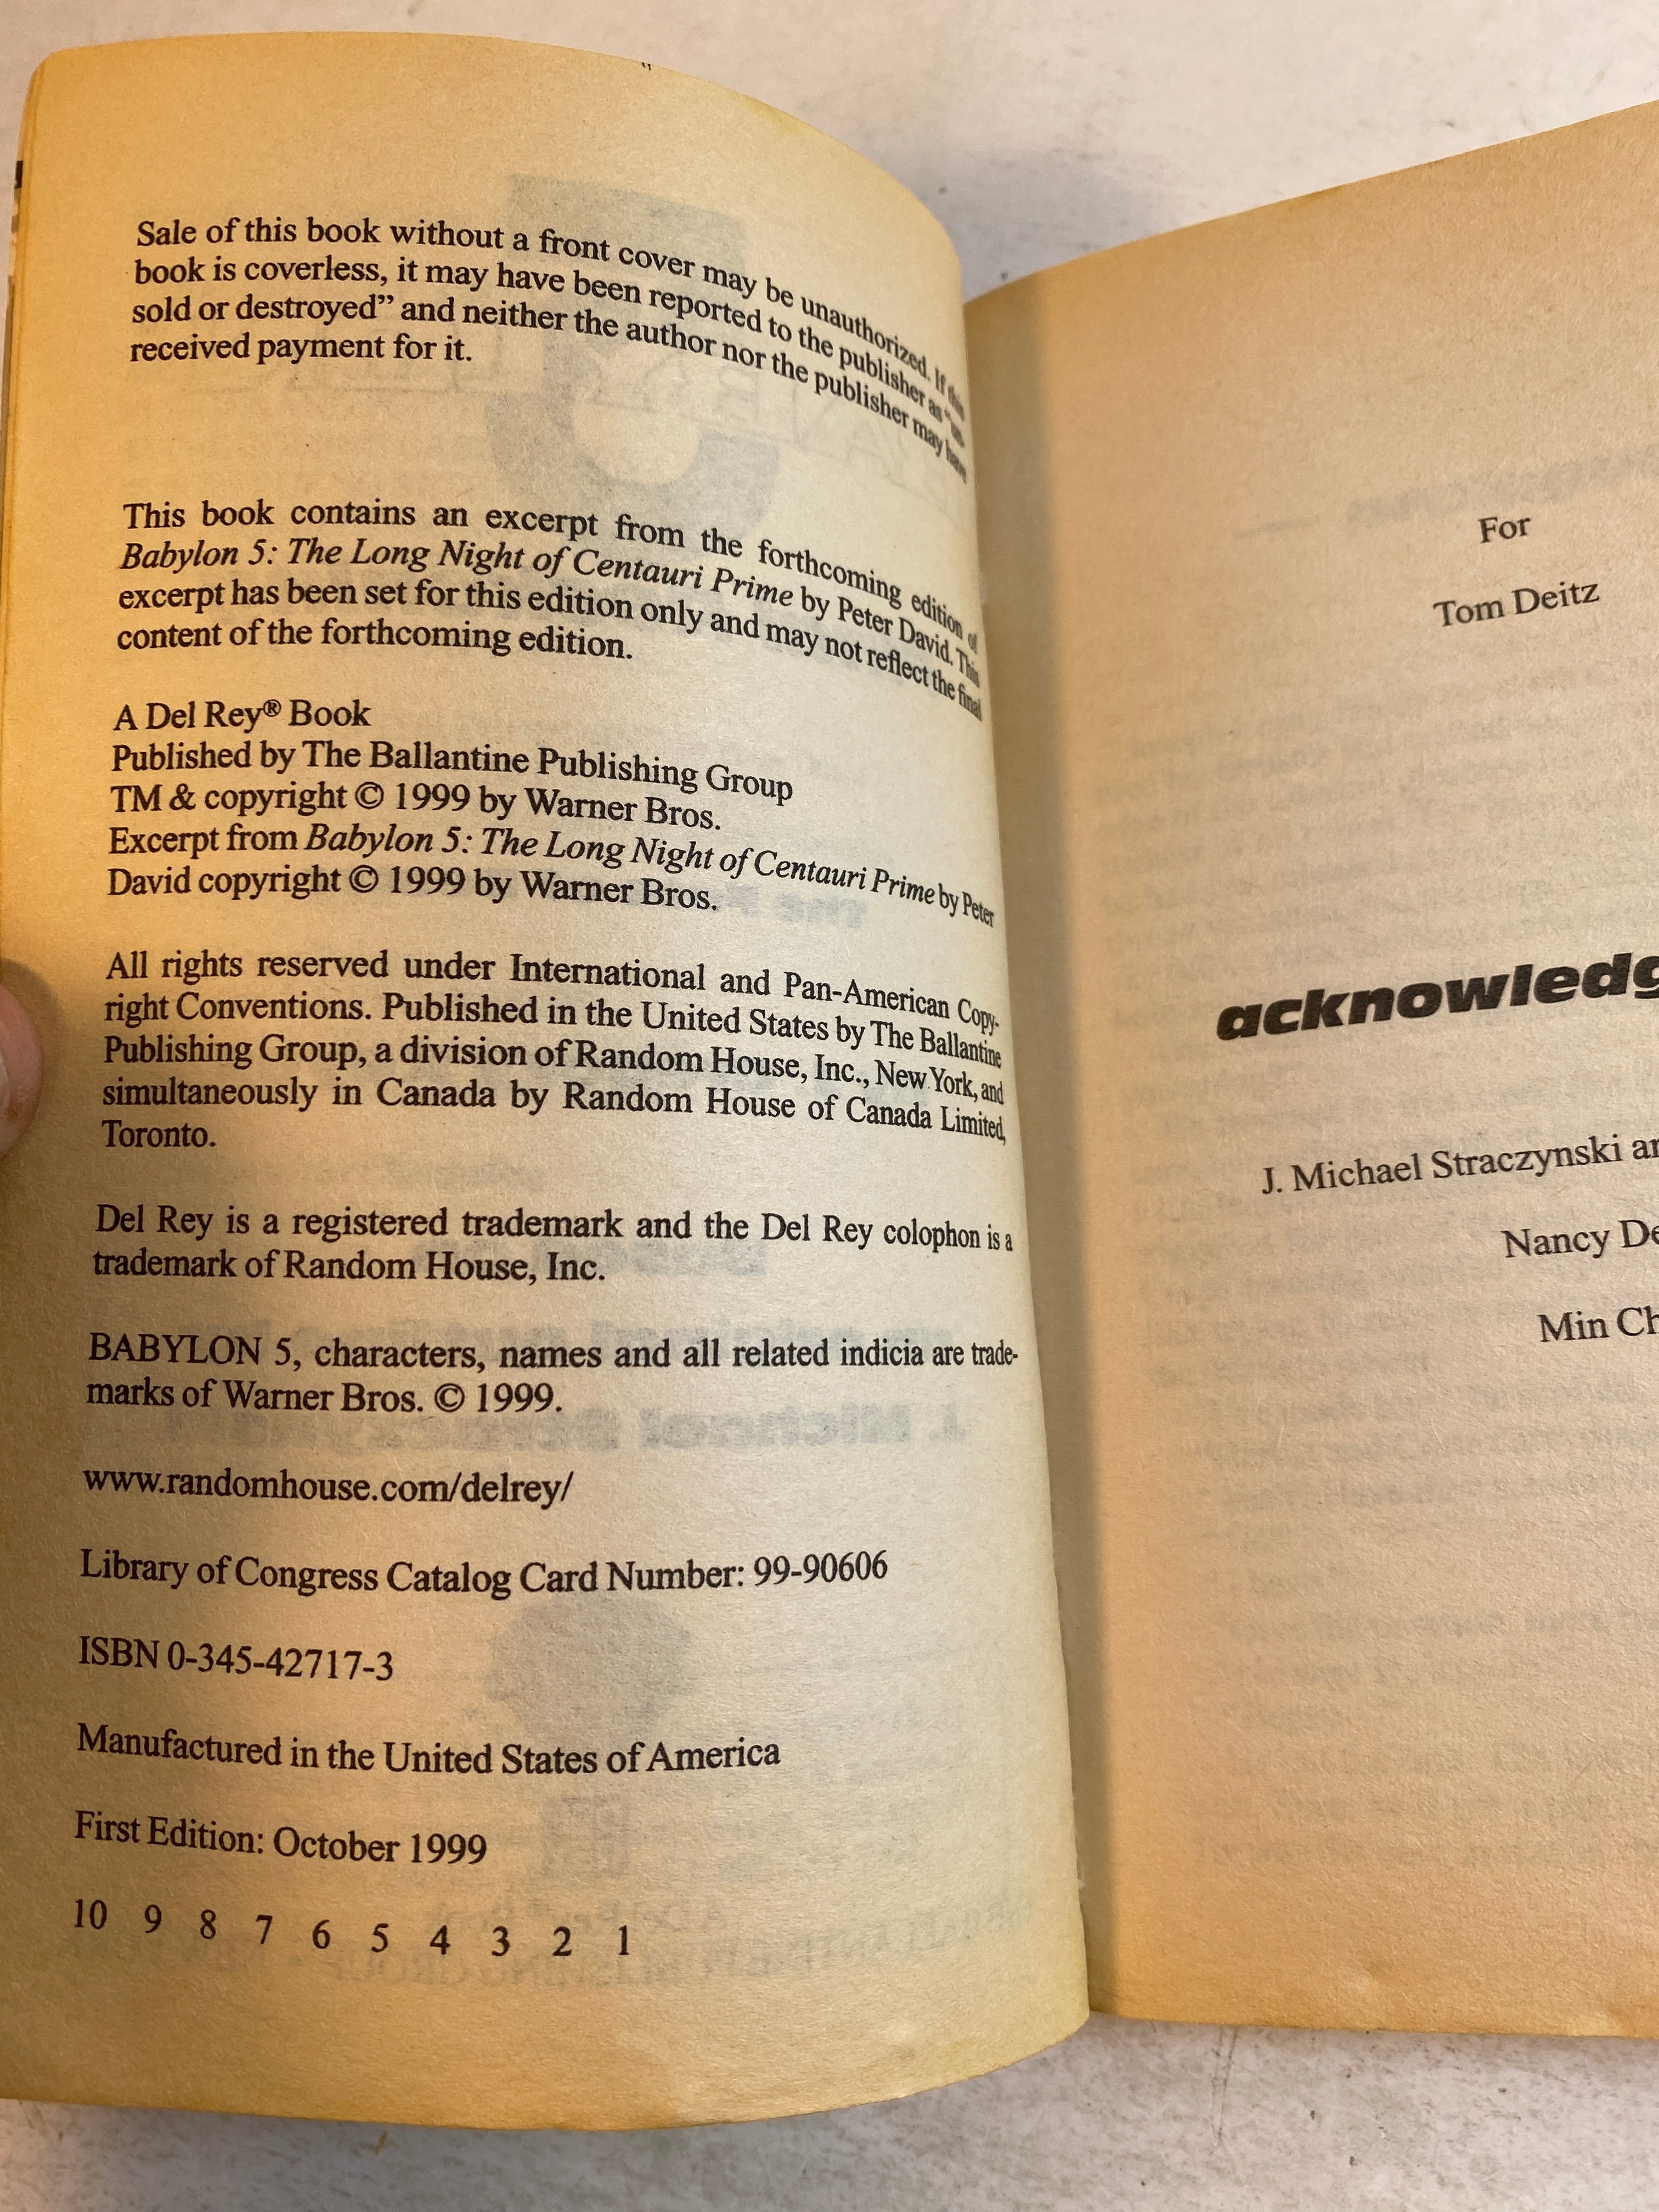 Sale of this book without a front cover may be unauthorized. If this
book is coverless, it may have been reported to the publisher as “un-
sold or destroyed” and neither the author nor the publisher may have
received payment for it.
This book contains an excerpt from the forthcoming edition of
Babylon 5: The Long Night of Centauri Prime by Peter David. This
excerpt has been set for this edition only and may not reflect the final
content of the forthcoming edition.
A Del Rey® Book
Published by The Ballantine Publishing Group
TM & copyright © 1999 by Warner Bros.
Excerpt from Babylon 5: The Long Night of Centauri Prime by Peter
David copyright © 1999 by Warner Bros.
All rights reserved under International and Pan-American Copy-
right Conventions. Published in the United States by The Ballantine
Publishing Group, a division of Random House, Inc., New York, and
simultaneously in Canada by Random House of Canada Limited,
Toronto.
Del Rey is a registered trademark and the Del Rey colophon is a
trademark of Random House, Inc.
BABYLON 5, characters, names and all related indicia are trade-
marks of Warner Bros. © 1999.
www.randomhouse.com/delrey/
Library of Congress Catalog Card Number: 99-90606
ISBN 0-345-42717-3
Manufactured in the United States of America
First Edition: October 1999
10 9 8 7 6 5 4 3 2 1
For
Tom Deitz
acknowledg
J. Michael Straczynski an
Nancy De
Min Ch